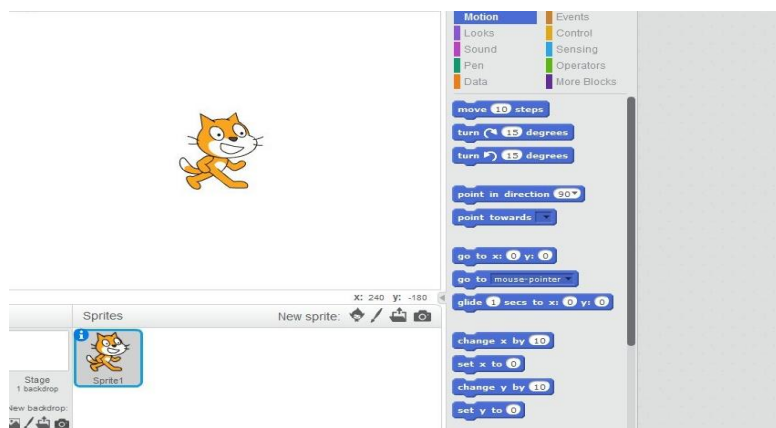 Motion
Events
Looks
Control
Sound
Sensing
Pen
Operators
Data
More Blocks
move 10 steps
turn 15 degrees
turn 15 degrees
point in direction 90
point towards
go to x: 0 y: 0
go to mouse-pointer
glide 1 secs to x: 0 y: 0
change x by 10
set x to 0
change y by 10
set y to 0
X: 240 y: -180
Sprites
New sprite:
Sprite1
Stage
1 backdrop
New backdrop: